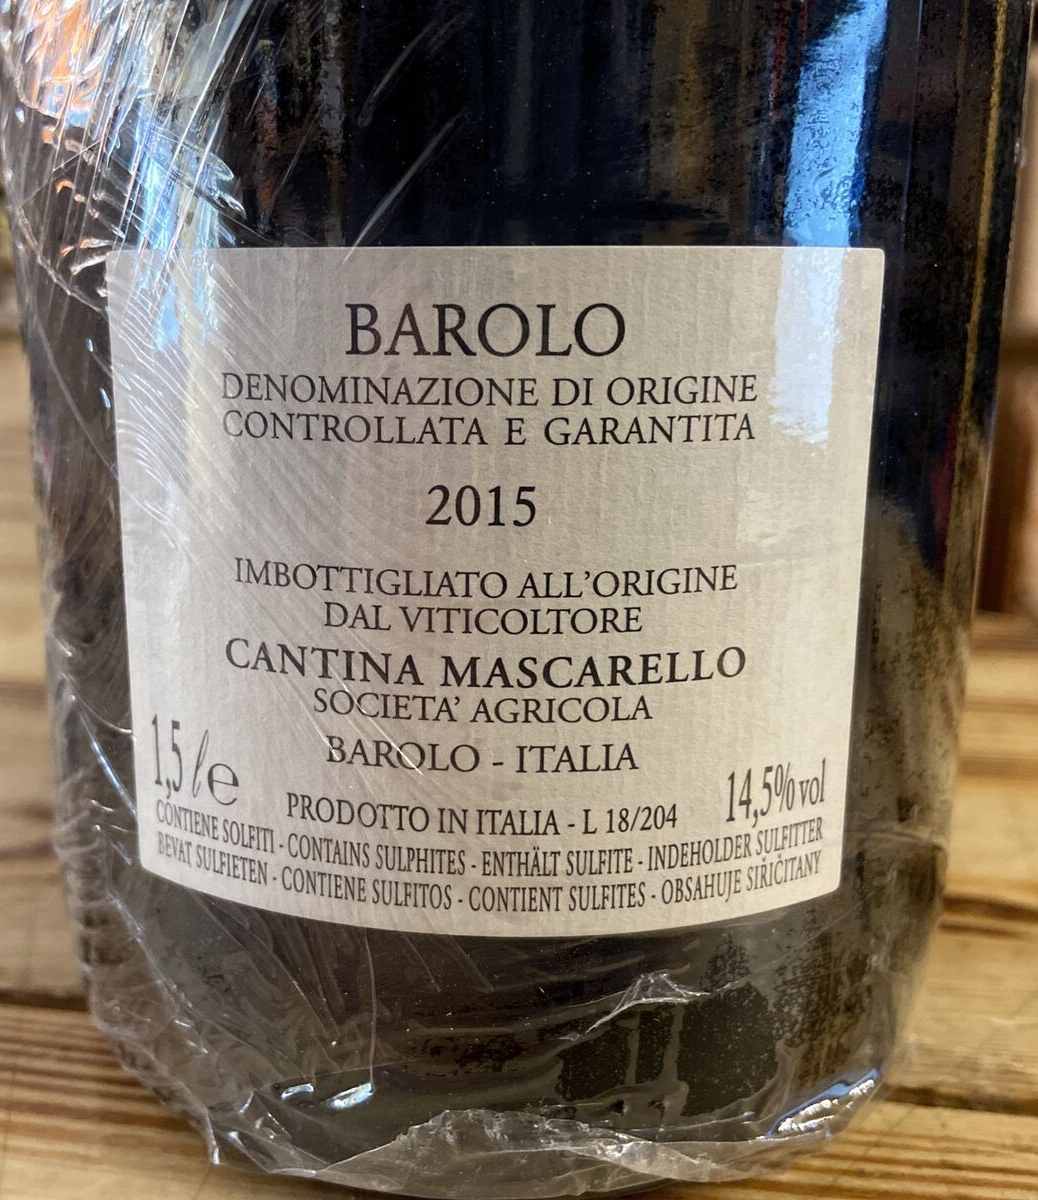 BAROLO
DENOMINAZIONE DI ORIGINE
CONTROLLATA E GARANTITA
2015
IMBOTTIGLIATO ALL'ORIGINE
DAL VITICOLTORE
CANTINA MASCARELLO
SOCIETA' AGRICOLA
BAROLO - ITALIA
1,5 ℓ e
14,5% vol
PRODOTTO IN ITALIA - L 18/204
CONTIENE SOLFITI - CONTAINS SULPHITES - ENTHÄLT SULFITE - INDEHOLDER SULFITTER
BEVAT SULFIETEN - CONTIENE SULFITOS - CONTIENT SULFITES - OBSAHUJE SIŘIČITANY